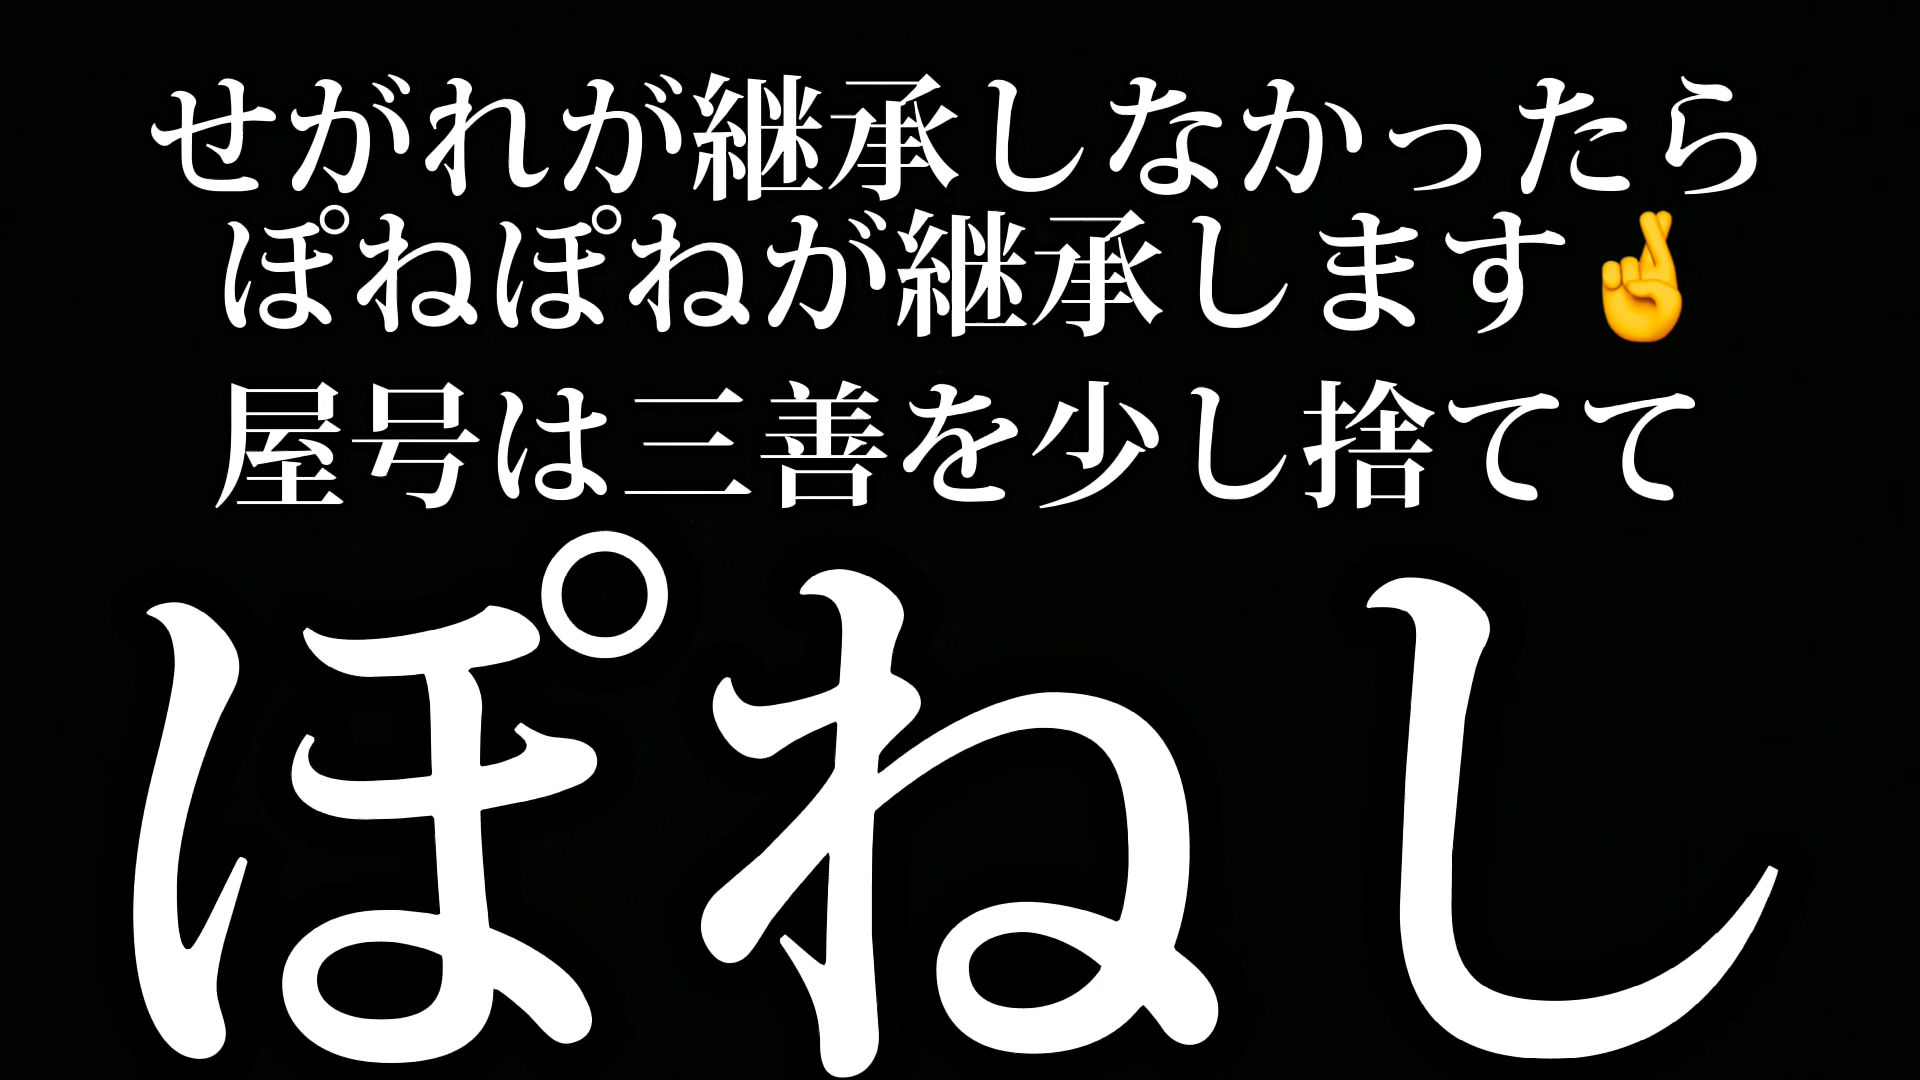 せがれが継承しなかったら
ぽねぽねが継承します🤞
屋号は三善を少し捨てて
ぽねし